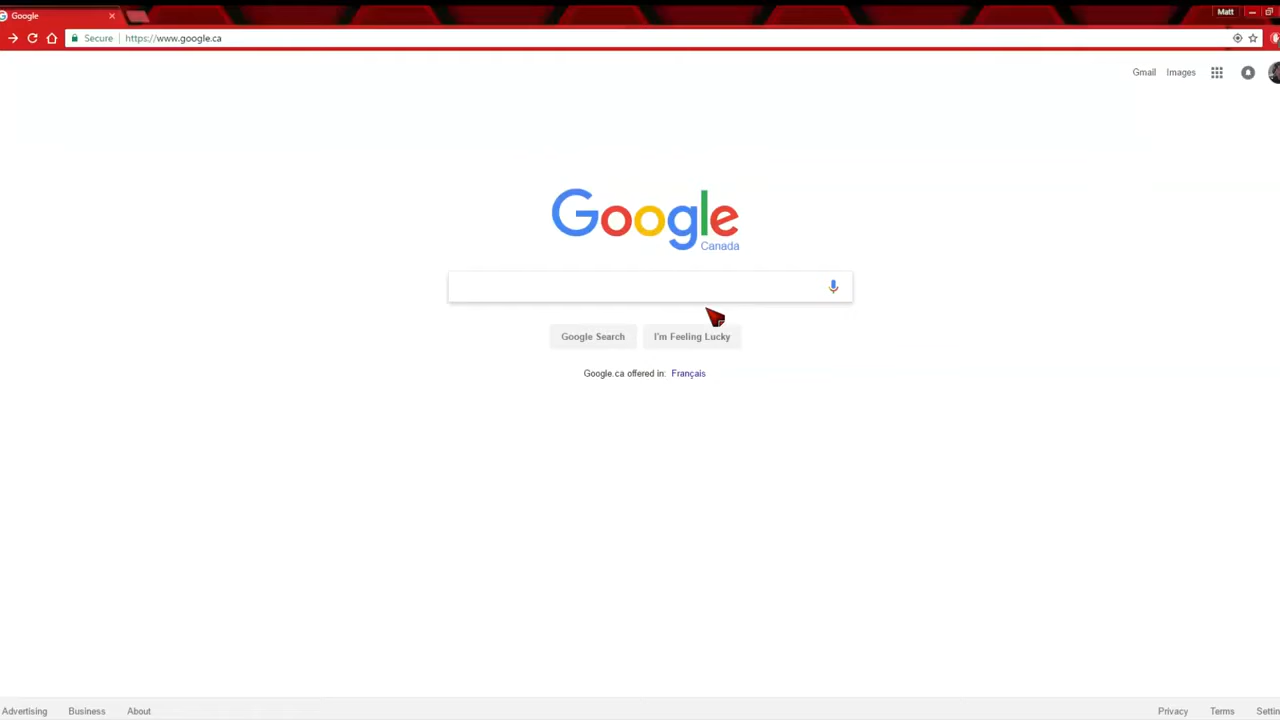 Google
Matt
Secure https://www.google.ca
Gmail Images
Google
Canada
Google Search I'm Feeling Lucky
Google.ca offered in: Français
Advertising Business About
Privacy Terms